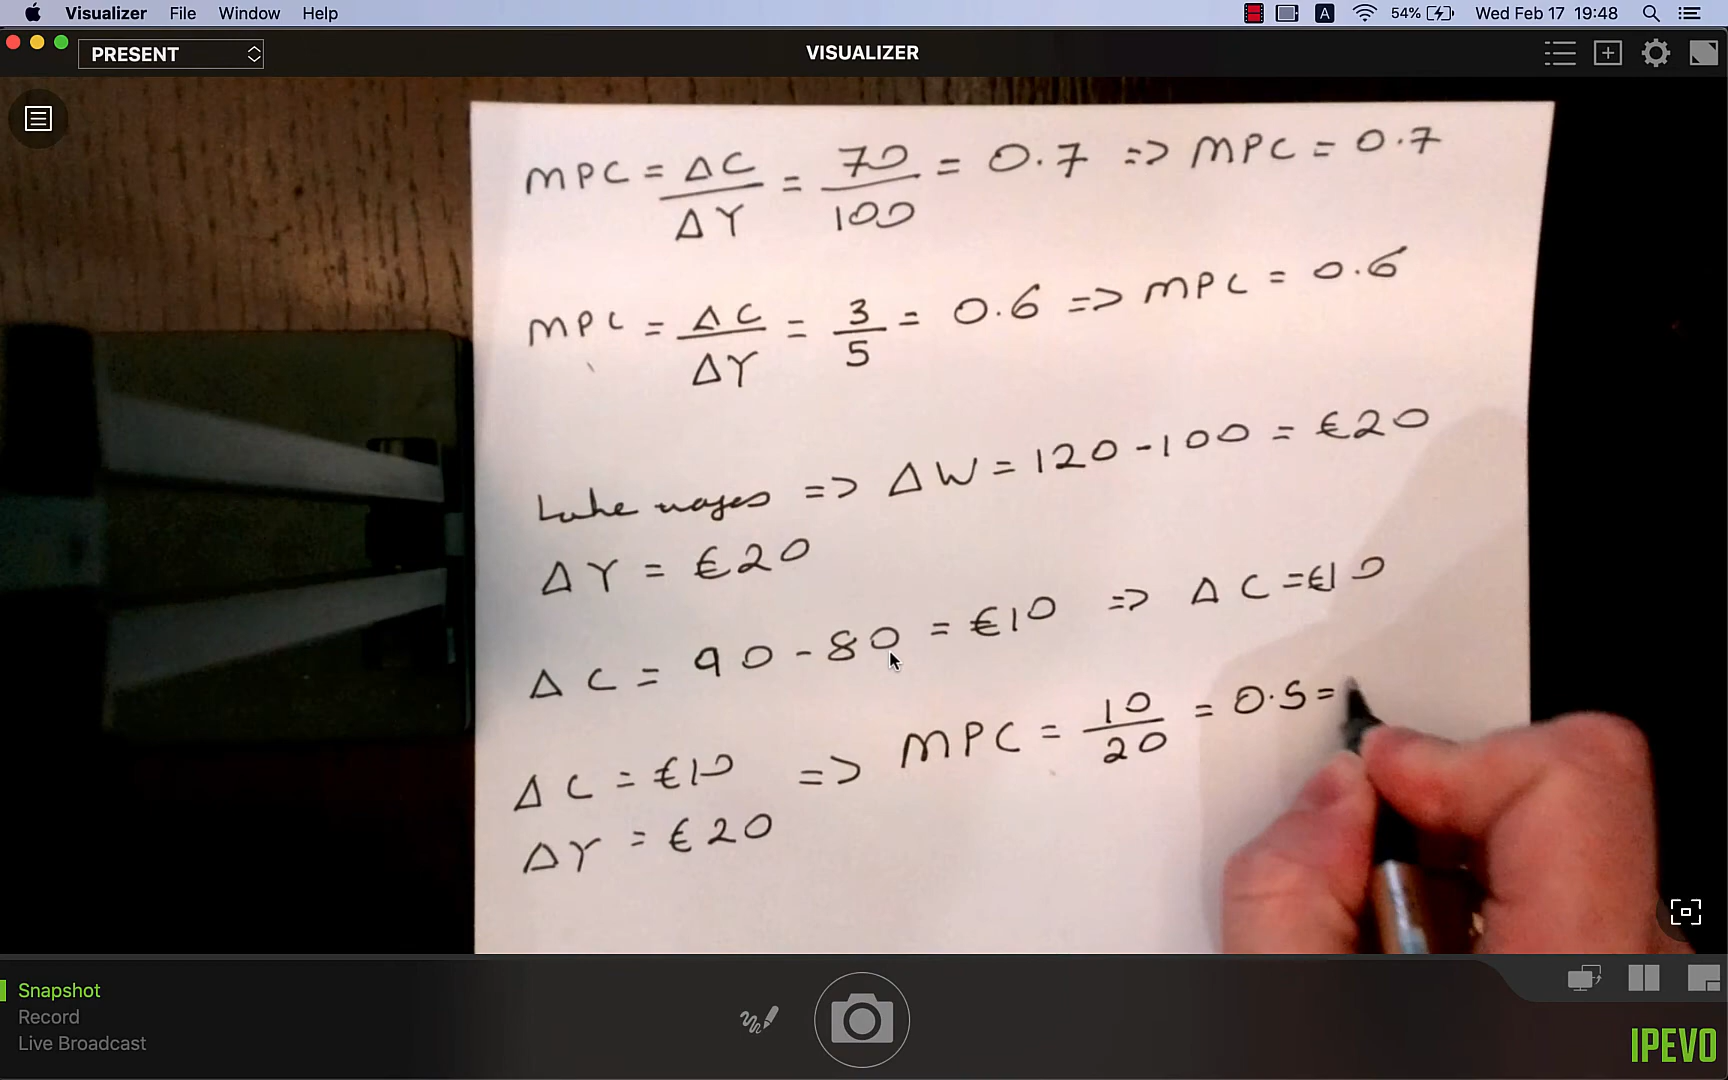 Visualizer File Window Help A 54% Wed Feb 17 19:48
PRESENT VISUALIZER
MPC = ΔC/ΔY = 70/100 = 0.7 => MPC = 0.7
MPC = ΔC/ΔY = 3/5 = 0.6 => MPC = 0.6
Luke wages => ΔW = 120 - 100 = €20
ΔY = €20
ΔC = 90 - 80 = €10 => ΔC = €10
ΔC = €10 => MPC = 10/20 = 0.5 =
ΔY = €20
Snapshot
Record
Live Broadcast
IPEVO